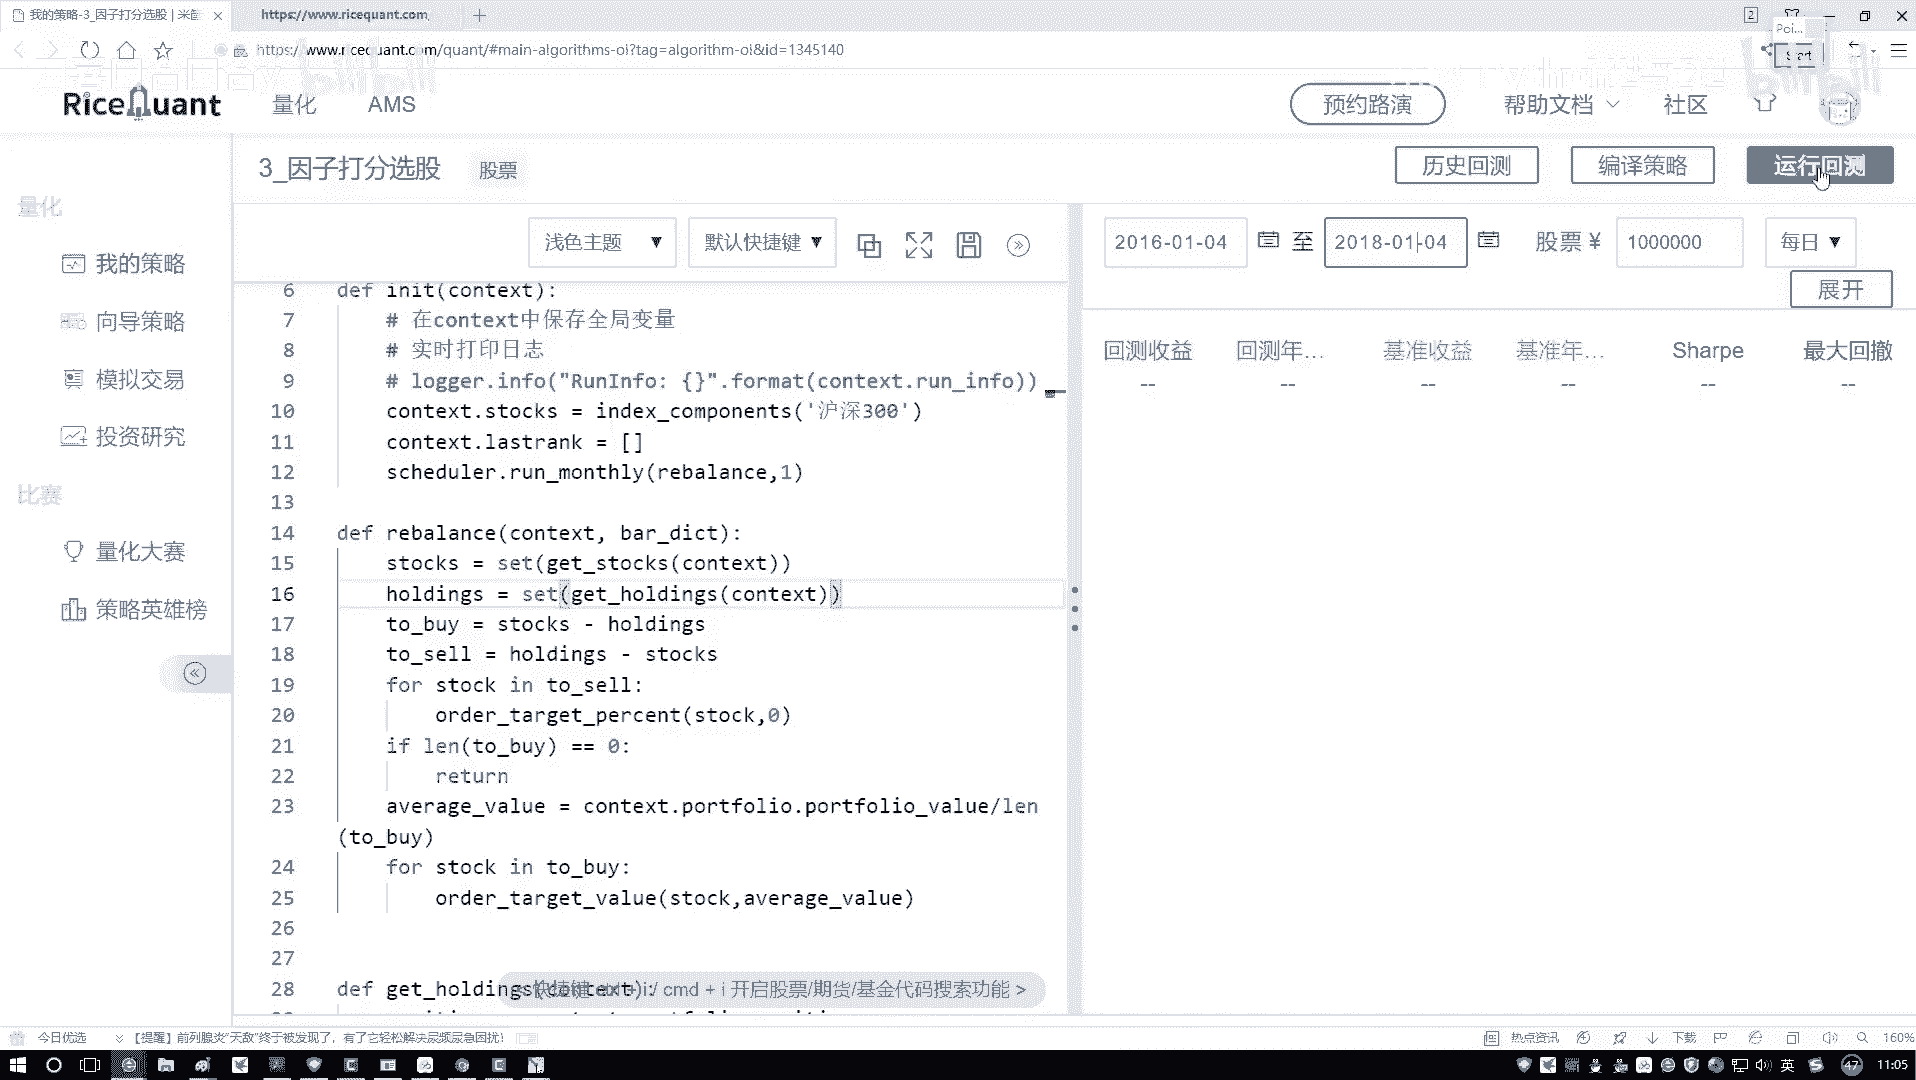 我的策略-3_因子打分选股 | 米筐
https://www.ricequant.com
2
https://www.ricequant.com/quant/#main-algorithms-ol?tag=algorithm-ol&id=1345140
Poi...
Start
RiceQuant
量化
AMS
预约路演
帮助文档
社区
3_因子打分选股
股票
历史回测
编译策略
运行回测
量化
我的策略
向导策略
模拟交易
投资研究
比赛
量化大赛
策略英雄榜
浅色主题 ▼
默认快捷键 ▼
2016-01-04
至
2018-01-04
股票 ¥
1000000
每日 ▼
展开
回测收益 回测年... 基准收益 基准年... Sharpe 最大回撤
-- -- -- -- -- --
6 def init(context):
7 # 在context中保存全局变量
8 # 实时打印日志
9 # logger.info("RunInfo: {}".format(context.run_info))
10 context.stocks = index_components('沪深300')
11 context.lastrank = []
12 scheduler.run_monthly(rebalance,1)
13
14 def rebalance(context, bar_dict):
15 stocks = set(get_stocks(context))
16 holdings = set(get_holdings(context))
17 to_buy = stocks - holdings
18 to_sell = holdings - stocks
19 for stock in to_sell:
20 order_target_percent(stock,0)
21 if len(to_buy) == 0:
22 return
23 average_value = context.portfolio.portfolio_value/len
(to_buy)
24 for stock in to_buy:
25 order_target_value(stock,average_value)
26
27
28 def get_holdings(context):
cmd + i 开启股票/期货/基金代码搜索功能 >
今日优选
【提醒】前列腺炎"天敌"终于被发现了，有了它轻松解决尿频尿急困扰!
热点资讯
下载
160%
英
47
11:05